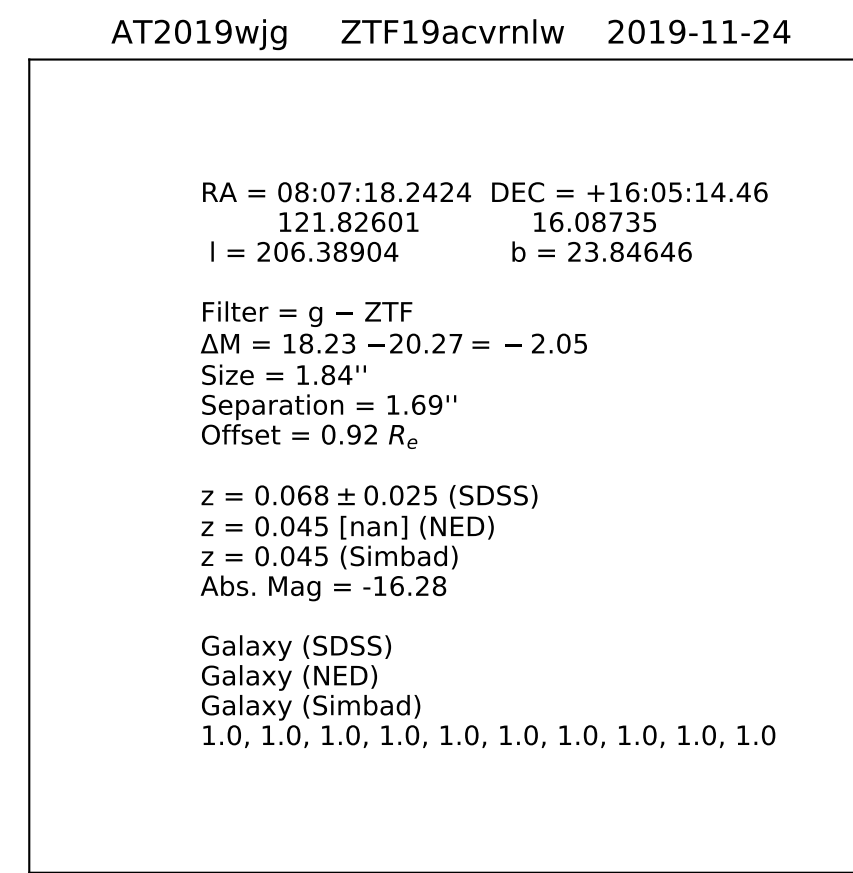 AT2019wjg ZTF19acvrnlw 2019-11-24
RA = 08:07:18.2424 DEC = +16:05:14.46
121.82601 16.08735
l = 206.38904 b = 23.84646
Filter = g − ZTF
ΔM = 18.23 −20.27 = − 2.05
Size = 1.84''
Separation = 1.69''
Offset = 0.92 Re
z = 0.068 ± 0.025 (SDSS)
z = 0.045 [nan] (NED)
z = 0.045 (Simbad)
Abs. Mag = -16.28
Galaxy (SDSS)
Galaxy (NED)
Galaxy (Simbad)
1.0, 1.0, 1.0, 1.0, 1.0, 1.0, 1.0, 1.0, 1.0, 1.0